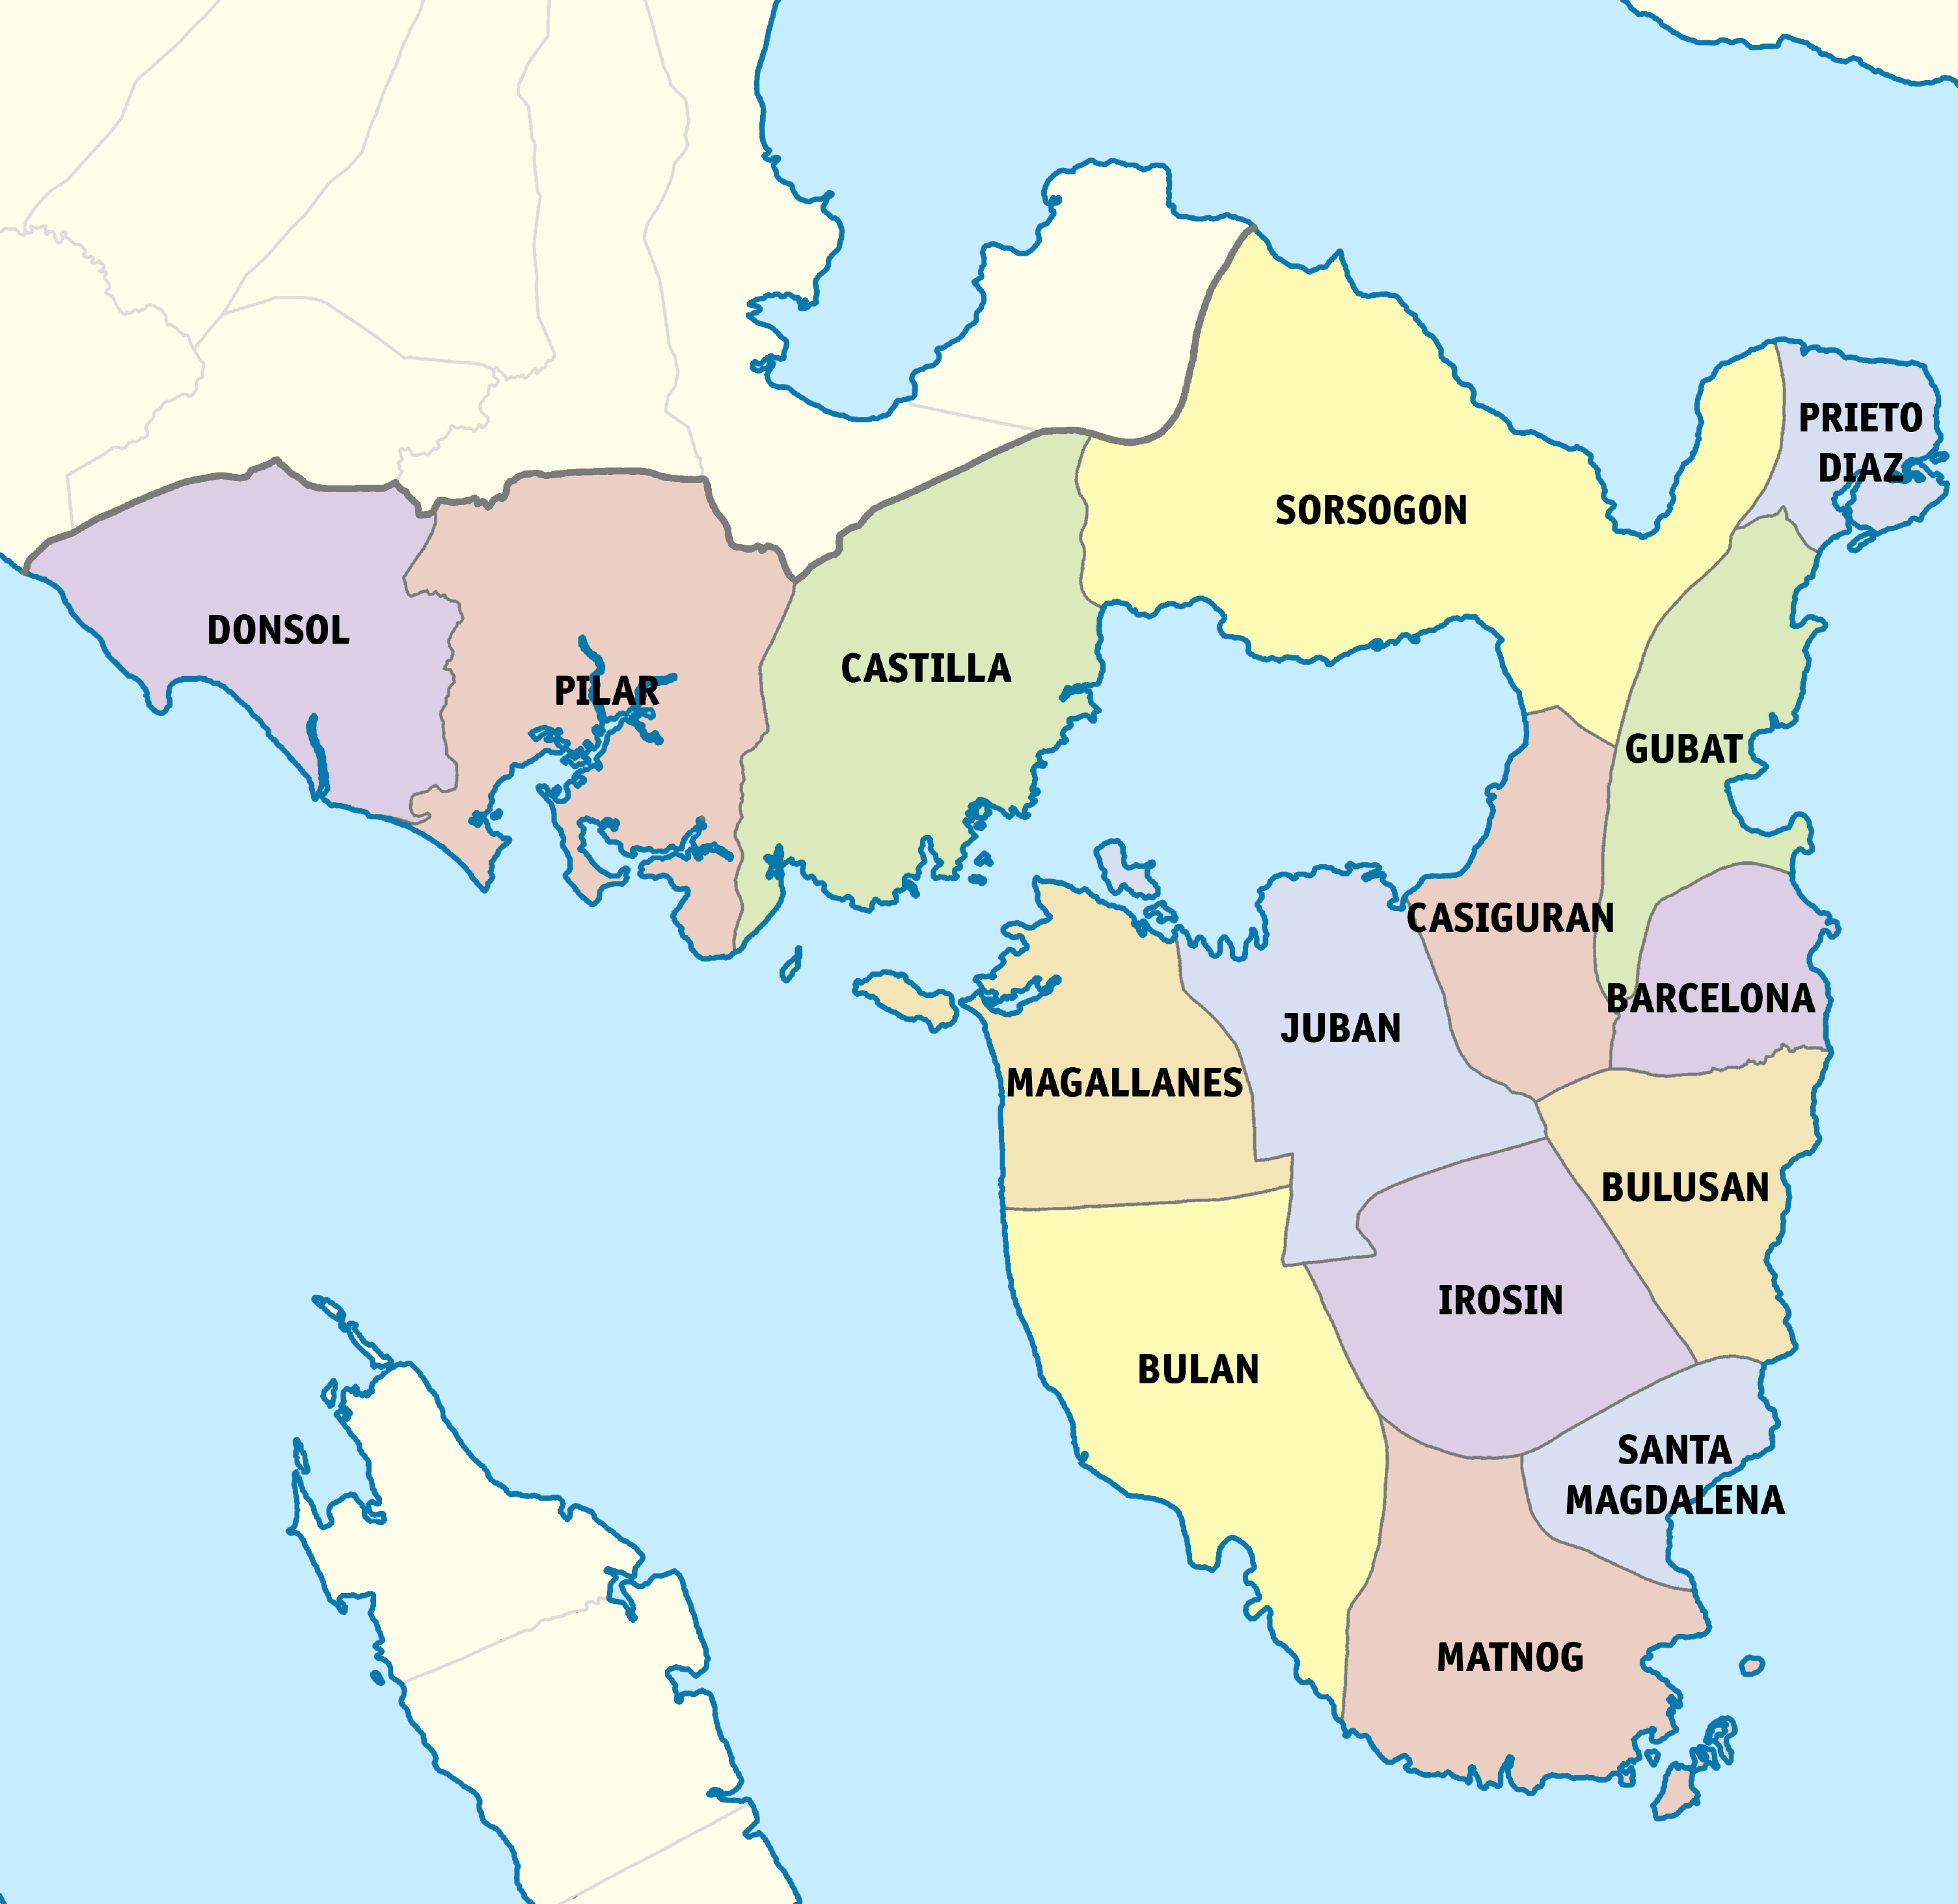 PRIETO
DIAZ
SORSOGON
DONSOL
CASTILLA
PILAR
GUBAT
CASIGURAN
BARCELONA
JUBAN
MAGALLANES
BULUSAN
IROSIN
BULAN
SANTA
MAGDALENA
MATNOG